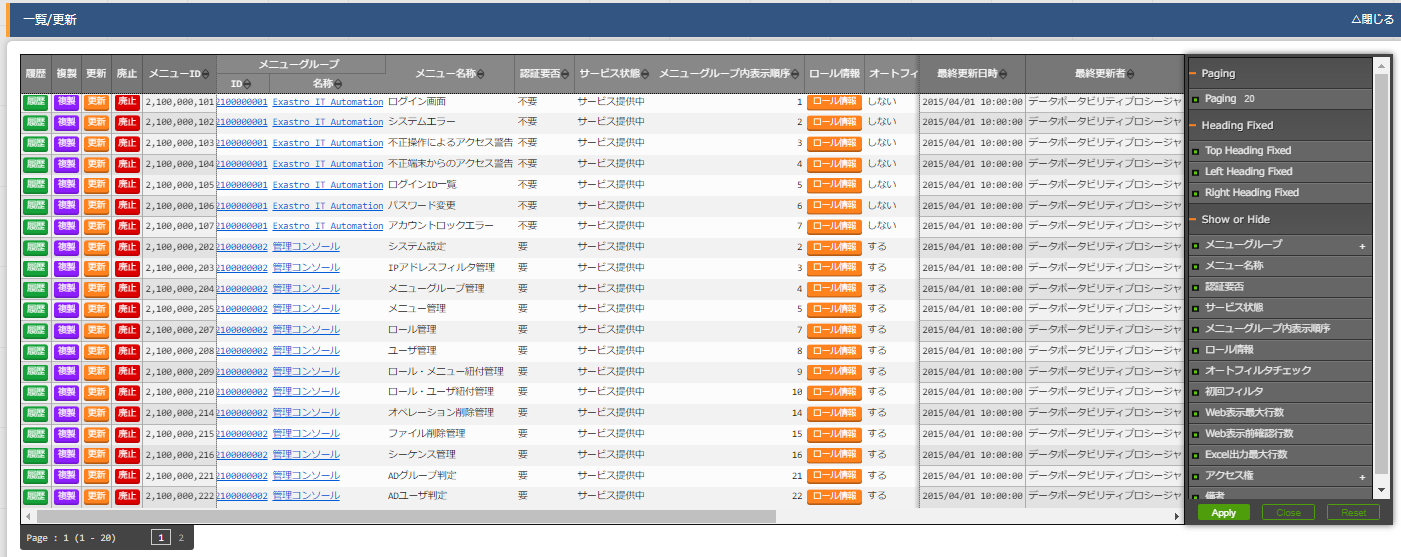 一覧/更新
△閉じる
履歴 複製 更新 廃止 メニューID メニューグループ メニュー名称 認証要否 サービス状態 メニューグループ内表示順序 ロール情報 オートフィ 最終更新日時 最終更新者
ID 名称
履歴 複製 更新 廃止 2,100,000,101 2100000001 Exastro IT Automation ログイン画面 不要 サービス提供中 1 ロール情報 しない 2015/04/01 10:00:00 データポータビリティプロシージャ
履歴 複製 更新 廃止 2,100,000,102 2100000001 Exastro IT Automation システムエラー 不要 サービス提供中 2 ロール情報 しない 2015/04/01 10:00:00 データポータビリティプロシージャ
履歴 複製 更新 廃止 2,100,000,103 2100000001 Exastro IT Automation 不正操作によるアクセス警告 不要 サービス提供中 3 ロール情報 しない 2015/04/01 10:00:00 データポータビリティプロシージャ
履歴 複製 更新 廃止 2,100,000,104 2100000001 Exastro IT Automation 不正端末からのアクセス警告 不要 サービス提供中 4 ロール情報 しない 2015/04/01 10:00:00 データポータビリティプロシージャ
履歴 複製 更新 廃止 2,100,000,105 2100000001 Exastro IT Automation ログインID一覧 不要 サービス提供中 5 ロール情報 しない 2015/04/01 10:00:00 データポータビリティプロシージャ
履歴 複製 更新 廃止 2,100,000,106 2100000001 Exastro IT Automation パスワード変更 不要 サービス提供中 6 ロール情報 しない 2015/04/01 10:00:00 データポータビリティプロシージャ
履歴 複製 更新 廃止 2,100,000,107 2100000001 Exastro IT Automation アカウントロックエラー 不要 サービス提供中 7 ロール情報 しない 2015/04/01 10:00:00 データポータビリティプロシージャ
履歴 複製 更新 廃止 2,100,000,202 2100000002 管理コンソール システム設定 要 サービス提供中 2 ロール情報 する 2015/04/01 10:00:00 データポータビリティプロシージャ
履歴 複製 更新 廃止 2,100,000,203 2100000002 管理コンソール IPアドレスフィルタ管理 要 サービス提供中 3 ロール情報 する 2015/04/01 10:00:00 データポータビリティプロシージャ
履歴 複製 更新 廃止 2,100,000,204 2100000002 管理コンソール メニューグループ管理 要 サービス提供中 4 ロール情報 する 2015/04/01 10:00:00 データポータビリティプロシージャ
履歴 複製 更新 廃止 2,100,000,205 2100000002 管理コンソール メニュー管理 要 サービス提供中 5 ロール情報 する 2015/04/01 10:00:00 データポータビリティプロシージャ
履歴 複製 更新 廃止 2,100,000,207 2100000002 管理コンソール ロール管理 要 サービス提供中 7 ロール情報 する 2015/04/01 10:00:00 データポータビリティプロシージャ
履歴 複製 更新 廃止 2,100,000,208 2100000002 管理コンソール ユーザ管理 要 サービス提供中 8 ロール情報 する 2015/04/01 10:00:00 データポータビリティプロシージャ
履歴 複製 更新 廃止 2,100,000,209 2100000002 管理コンソール ロール・メニュー紐付管理 要 サービス提供中 9 ロール情報 する 2015/04/01 10:00:00 データポータビリティプロシージャ
履歴 複製 更新 廃止 2,100,000,210 2100000002 管理コンソール ロール・ユーザ紐付管理 要 サービス提供中 10 ロール情報 する 2015/04/01 10:00:00 データポータビリティプロシージャ
履歴 複製 更新 廃止 2,100,000,214 2100000002 管理コンソール オペレーション削除管理 要 サービス提供中 14 ロール情報 する 2015/04/01 10:00:00 データポータビリティプロシージャ
履歴 複製 更新 廃止 2,100,000,215 2100000002 管理コンソール ファイル削除管理 要 サービス提供中 15 ロール情報 する 2015/04/01 10:00:00 データポータビリティプロシージャ
履歴 複製 更新 廃止 2,100,000,216 2100000002 管理コンソール シーケンス管理 要 サービス提供中 16 ロール情報 する 2015/04/01 10:00:00 データポータビリティプロシージャ
履歴 複製 更新 廃止 2,100,000,221 2100000002 管理コンソール ADグループ判定 要 サービス提供中 21 ロール情報 する 2015/04/01 10:00:00 データポータビリティプロシージャ
履歴 複製 更新 廃止 2,100,000,222 2100000002 管理コンソール ADユーザ判定 要 サービス提供中 22 ロール情報 する 2015/04/01 10:00:00 データポータビリティプロシージャ
Page : 1 (1 - 20) 1 2
Paging
Paging 20
Heading Fixed
Top Heading Fixed
Left Heading Fixed
Right Heading Fixed
Show or Hide
メニューグループ +
メニュー名称
認証要否
サービス状態
メニューグループ内表示順序
ロール情報
オートフィルタチェック
初回フィルタ
Web表示最大行数
Web表示前確認行数
Excel出力最大行数
アクセス権 +
備考
Apply Close Reset